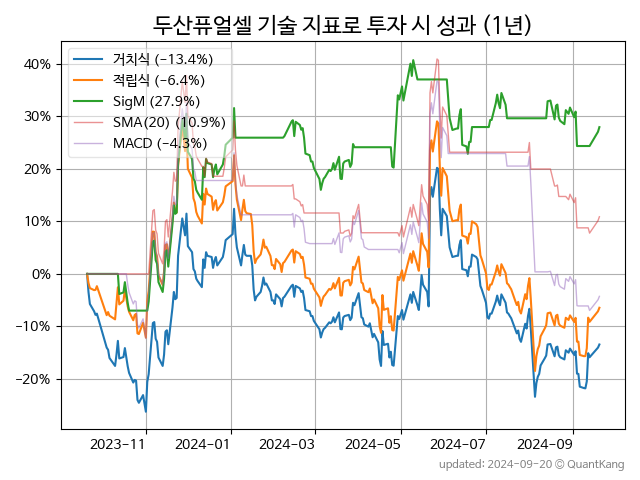 두산퓨얼셀 기술 지표로 투자 시 성과 (1년)
40%
30%
20%
10%
0%
−10%
−20%
거치식 (−13.4%)
적립식 (−6.4%)
SigM (27.9%)
SMA(20) (10.9%)
MACD (−4.3%)
2023-11
2024-01
2024-03
2024-05
2024-07
2024-09
updated: 2024-09-20 © QuantKang